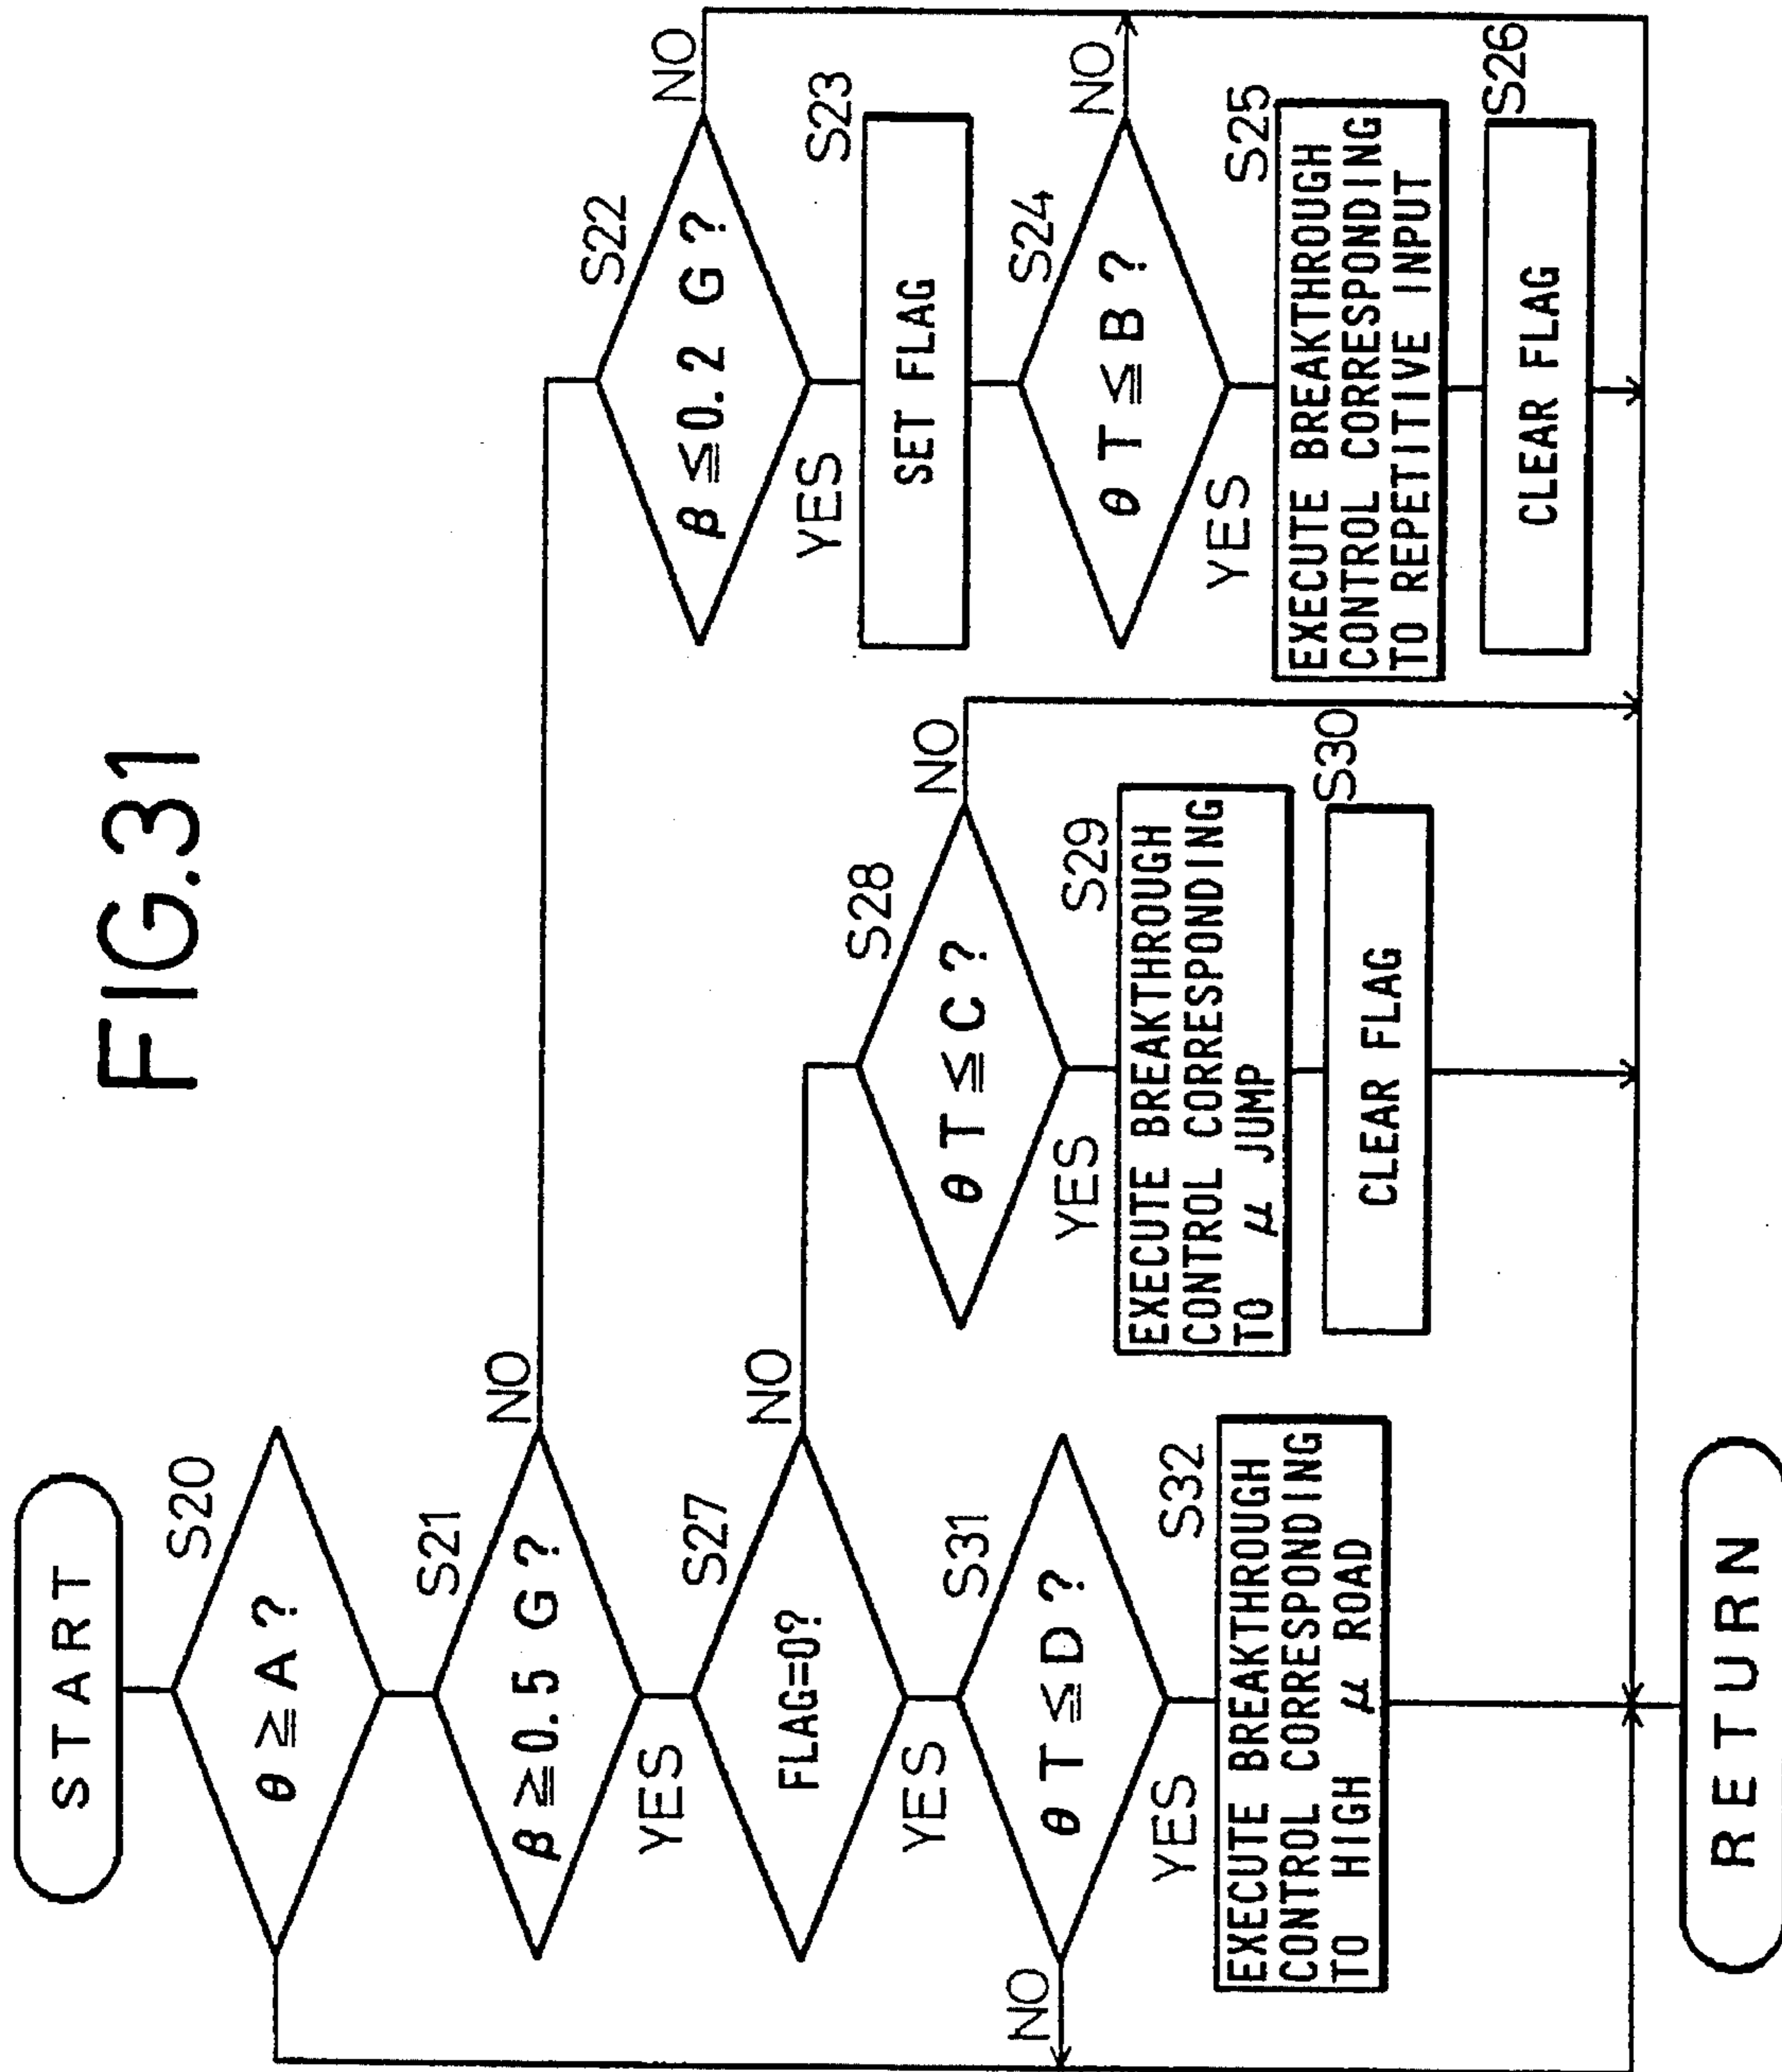 FIG.31
START
S20
θ ≥ A ?
S21
β ≧ 0.5 G ?
NO
YES
S22
β ≦ 0.2 G ?
NO
YES
S23
SET FLAG
S24
θ T ≦ B ?
NO
YES
S25
EXECUTE BREAKTHROUGH
CONTROL CORRESPONDING
TO REPETITIVE INPUT
S26
CLEAR FLAG
S27
FLAG=0?
NO
YES
S28
θ T ≦ C ?
NO
YES
S29
EXECUTE BREAKTHROUGH
CONTROL CORRESPONDING
TO μ JUMP
S30
CLEAR FLAG
S31
θ T ≦ D ?
NO
YES
S32
EXECUTE BREAKTHROUGH
CONTROL CORRESPONDING
TO HIGH μ ROAD
RETURN